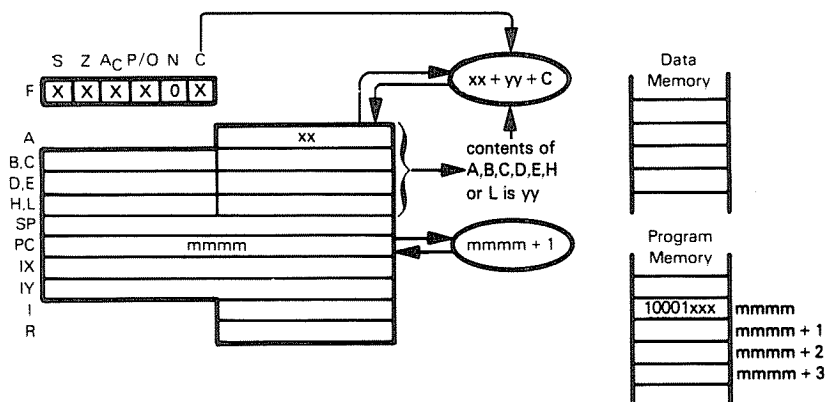 S Z AC P/O N C
F X X X X 0 X
xx + yy + C
Data
Memory
A xx
B,C
D,E
H,L
SP
PC mmmm
IX
IY
I
R
contents of
A,B,C,D,E,H
or L is yy
mmmm + 1
Program
Memory
10001xxx mmmm
mmmm + 1
mmmm + 2
mmmm + 3